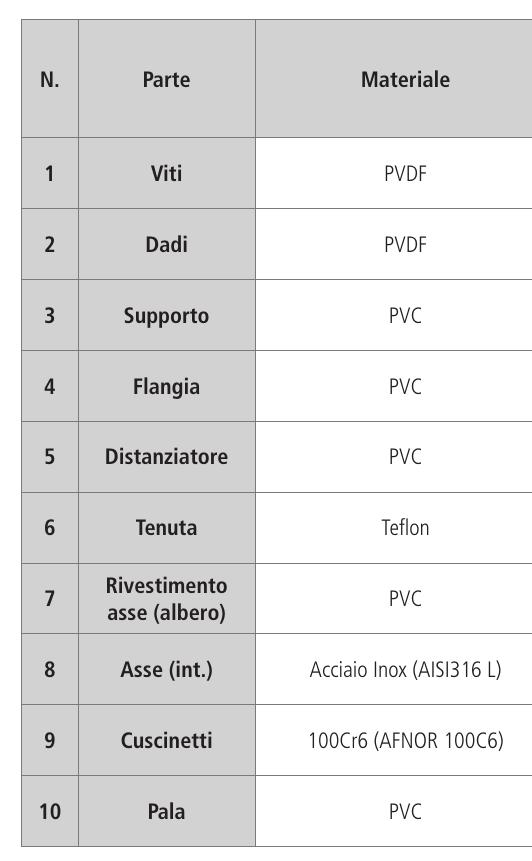 N. Parte Materiale
1 Viti PVDF
2 Dadi PVDF
3 Supporto PVC
4 Flangia PVC
5 Distanziatore PVC
6 Tenuta Teflon
7 Rivestimento asse (albero) PVC
8 Asse (int.) Acciaio Inox (AISI316 L)
9 Cuscinetti 100Cr6 (AFNOR 100C6)
10 Pala PVC